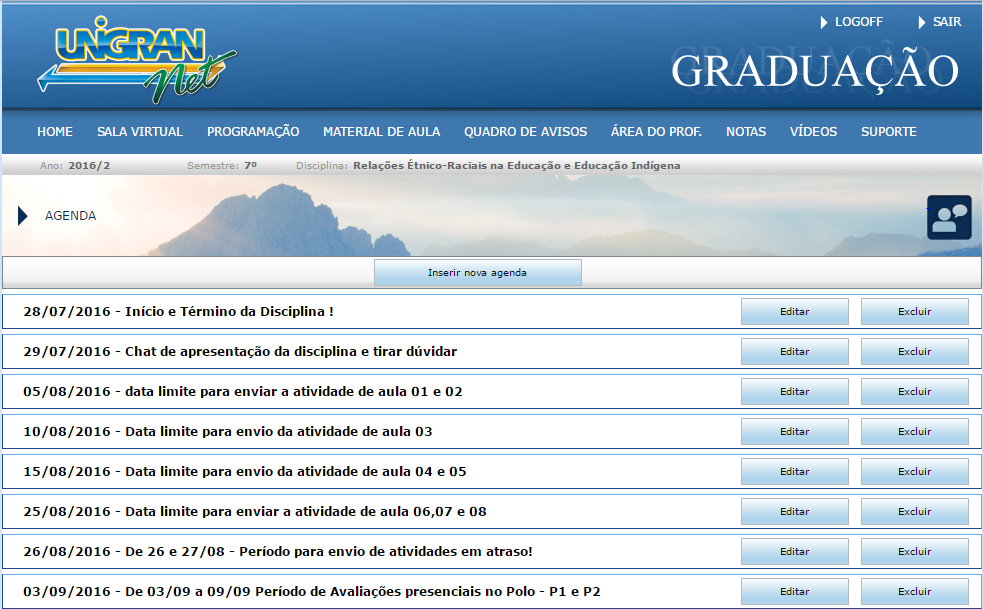 UNIGRAN
Net
LOGOFF SAIR
GRADUAÇÃO
HOME SALA VIRTUAL PROGRAMAÇÃO MATERIAL DE AULA QUADRO DE AVISOS ÁREA DO PROF. NOTAS VÍDEOS SUPORTE
Ano: 2016/2 Semestre: 7º Disciplina: Relações Étnico-Raciais na Educação e Educação Indígena
AGENDA
Inserir nova agenda
28/07/2016 - Início e Término da Disciplina ! Editar Excluir
29/07/2016 - Chat de apresentação da disciplina e tirar dúvidar Editar Excluir
05/08/2016 - data limite para enviar a atividade de aula 01 e 02 Editar Excluir
10/08/2016 - Data limite para envio da atividade de aula 03 Editar Excluir
15/08/2016 - Data limite para envio da atividade de aula 04 e 05 Editar Excluir
25/08/2016 - Data limite para enviar a atividade de aula 06,07 e 08 Editar Excluir
26/08/2016 - De 26 e 27/08 - Período para envio de atividades em atraso! Editar Excluir
03/09/2016 - De 03/09 a 09/09 Período de Avaliações presenciais no Polo - P1 e P2 Editar Excluir